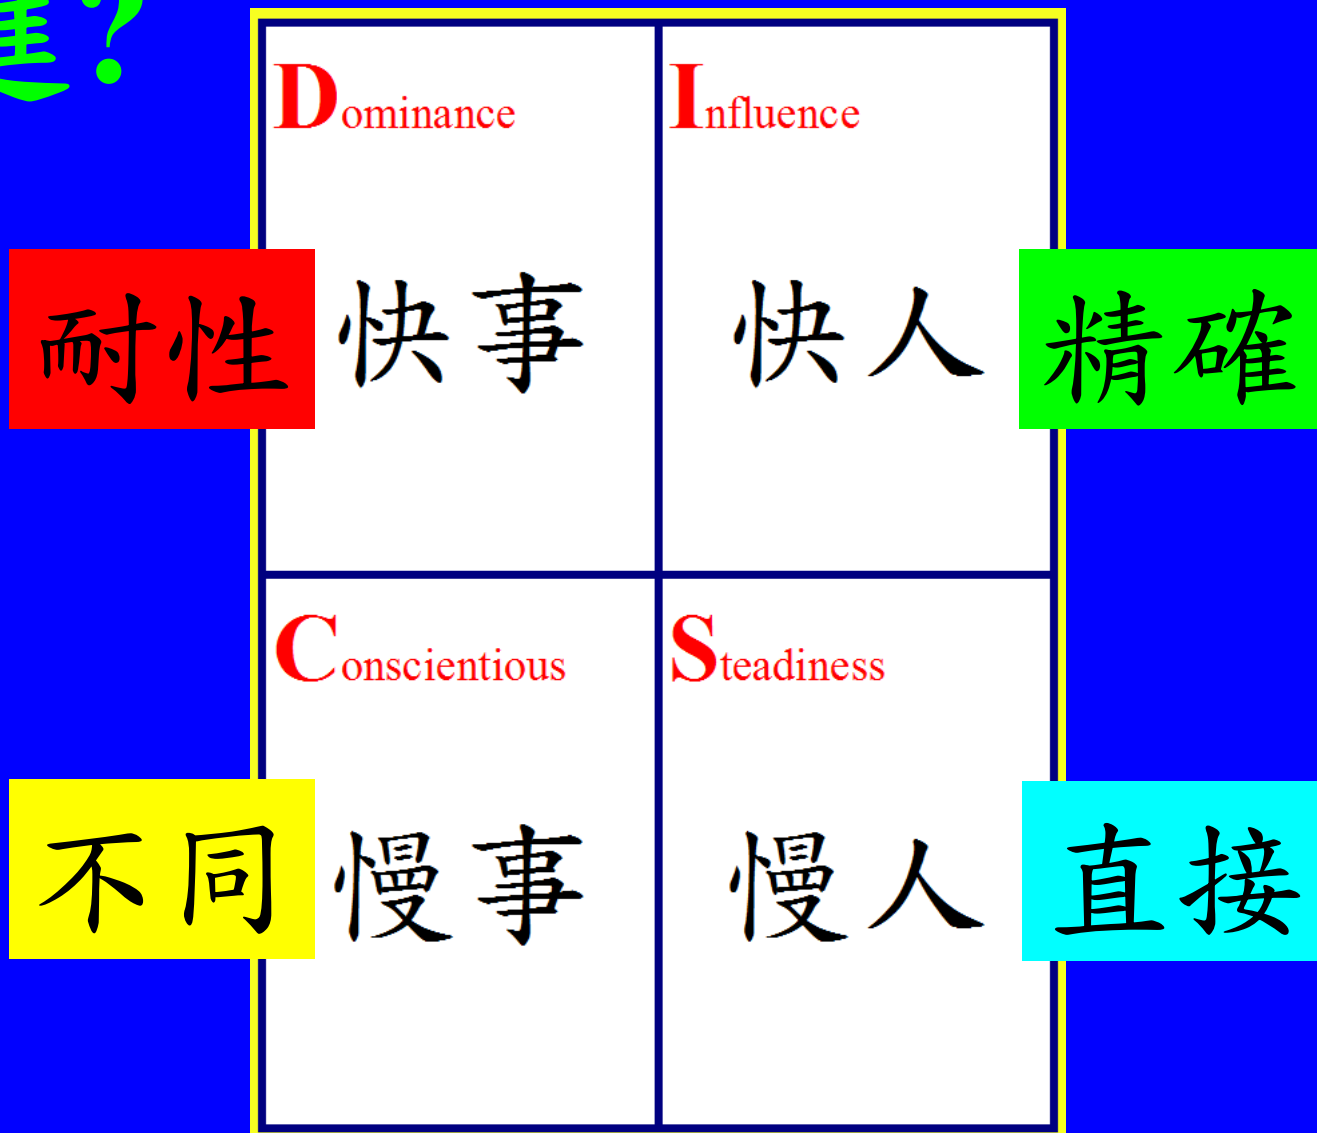 ?
Dominance
Influence
耐性
快事
快人
精確
Conscientious
Steadiness
不同
慢事
慢人
直接